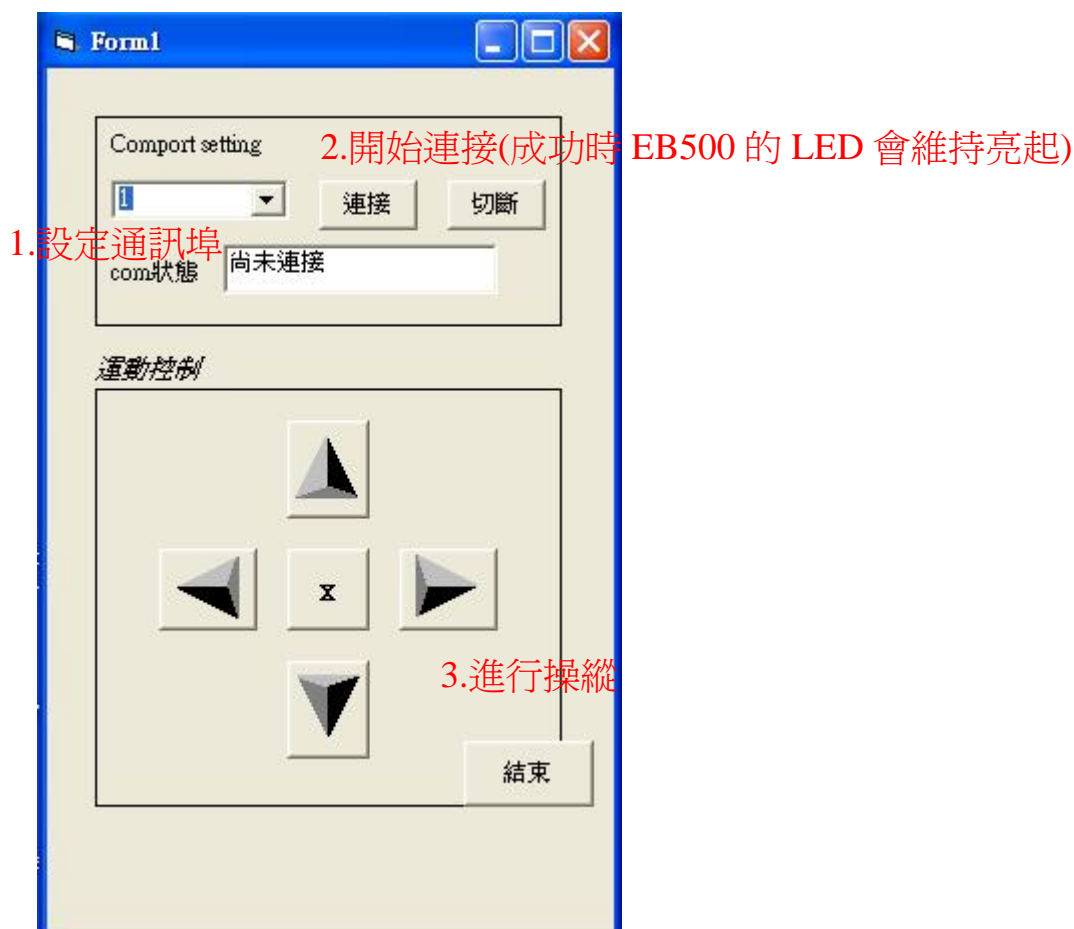 Form1
Comport setting
2.開始連接(成功時 EB500 的 LED 會維持亮起)
1
連接
切斷
1.設定通訊埠
com狀態
尚未連接
運動控制
X
3.進行操縱
結束